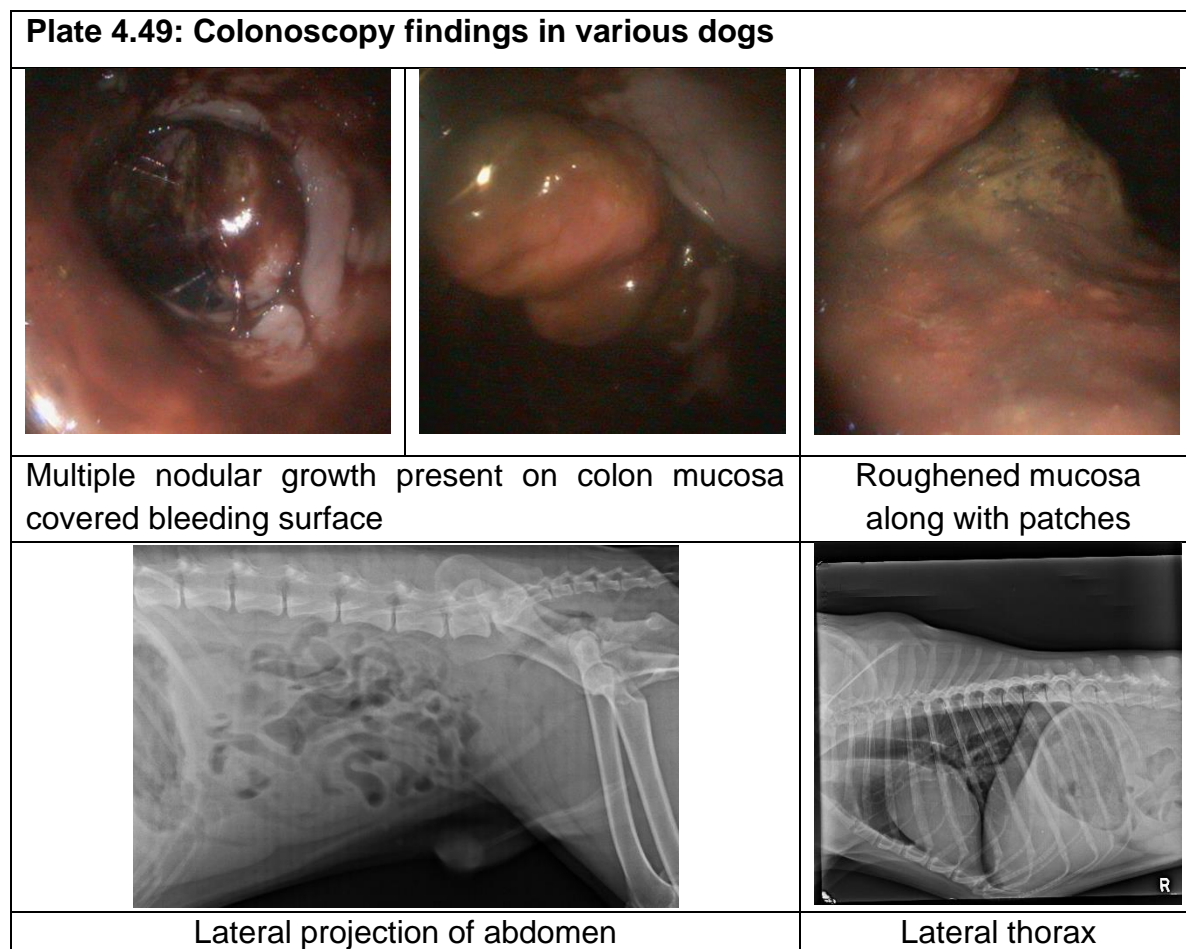 Plate 4.49: Colonoscopy findings in various dogs
Multiple nodular growth present on colon mucosa
covered bleeding surface
Roughened mucosa
along with patches
R
Lateral projection of abdomen
Lateral thorax